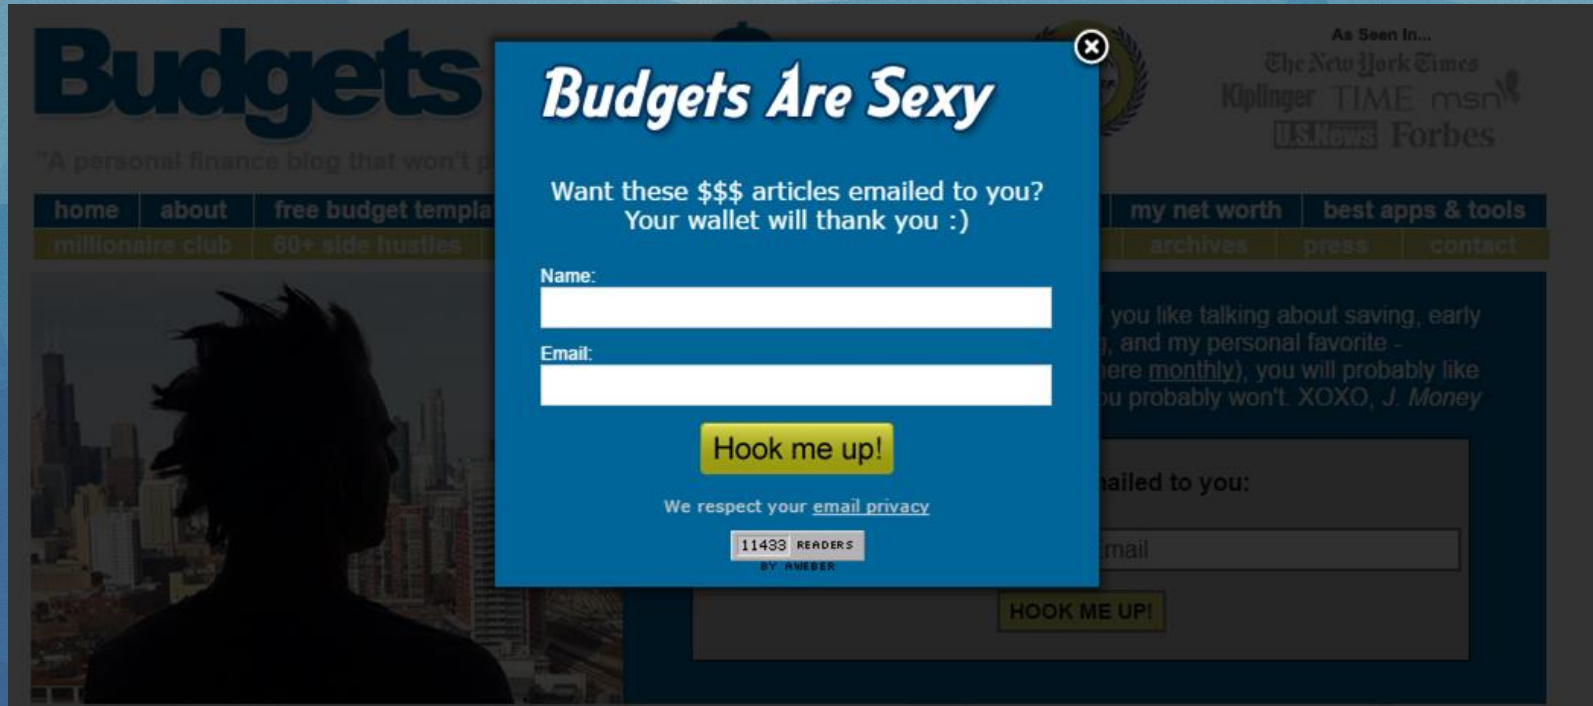 Budgets
As Seen In...
The New York Times
Kiplinger TIME msn
U.S.News Forbes
"A personal finance blog that won't
home about free budget my net worth best apps & tools
millionaire club 60+ side hustles archives press contact
Budgets Are Sexy
Want these $$$ articles emailed to you?
Your wallet will thank you :)
Name:
Email:
Hook me up!
We respect your email privacy
11433 READERS
BY AWEBER
you like talking about saving, early
, and my personal favorite -
monthly), you will probably like
probably won't. XOXO, J. Money
to you:
Email
HOOK ME UP!